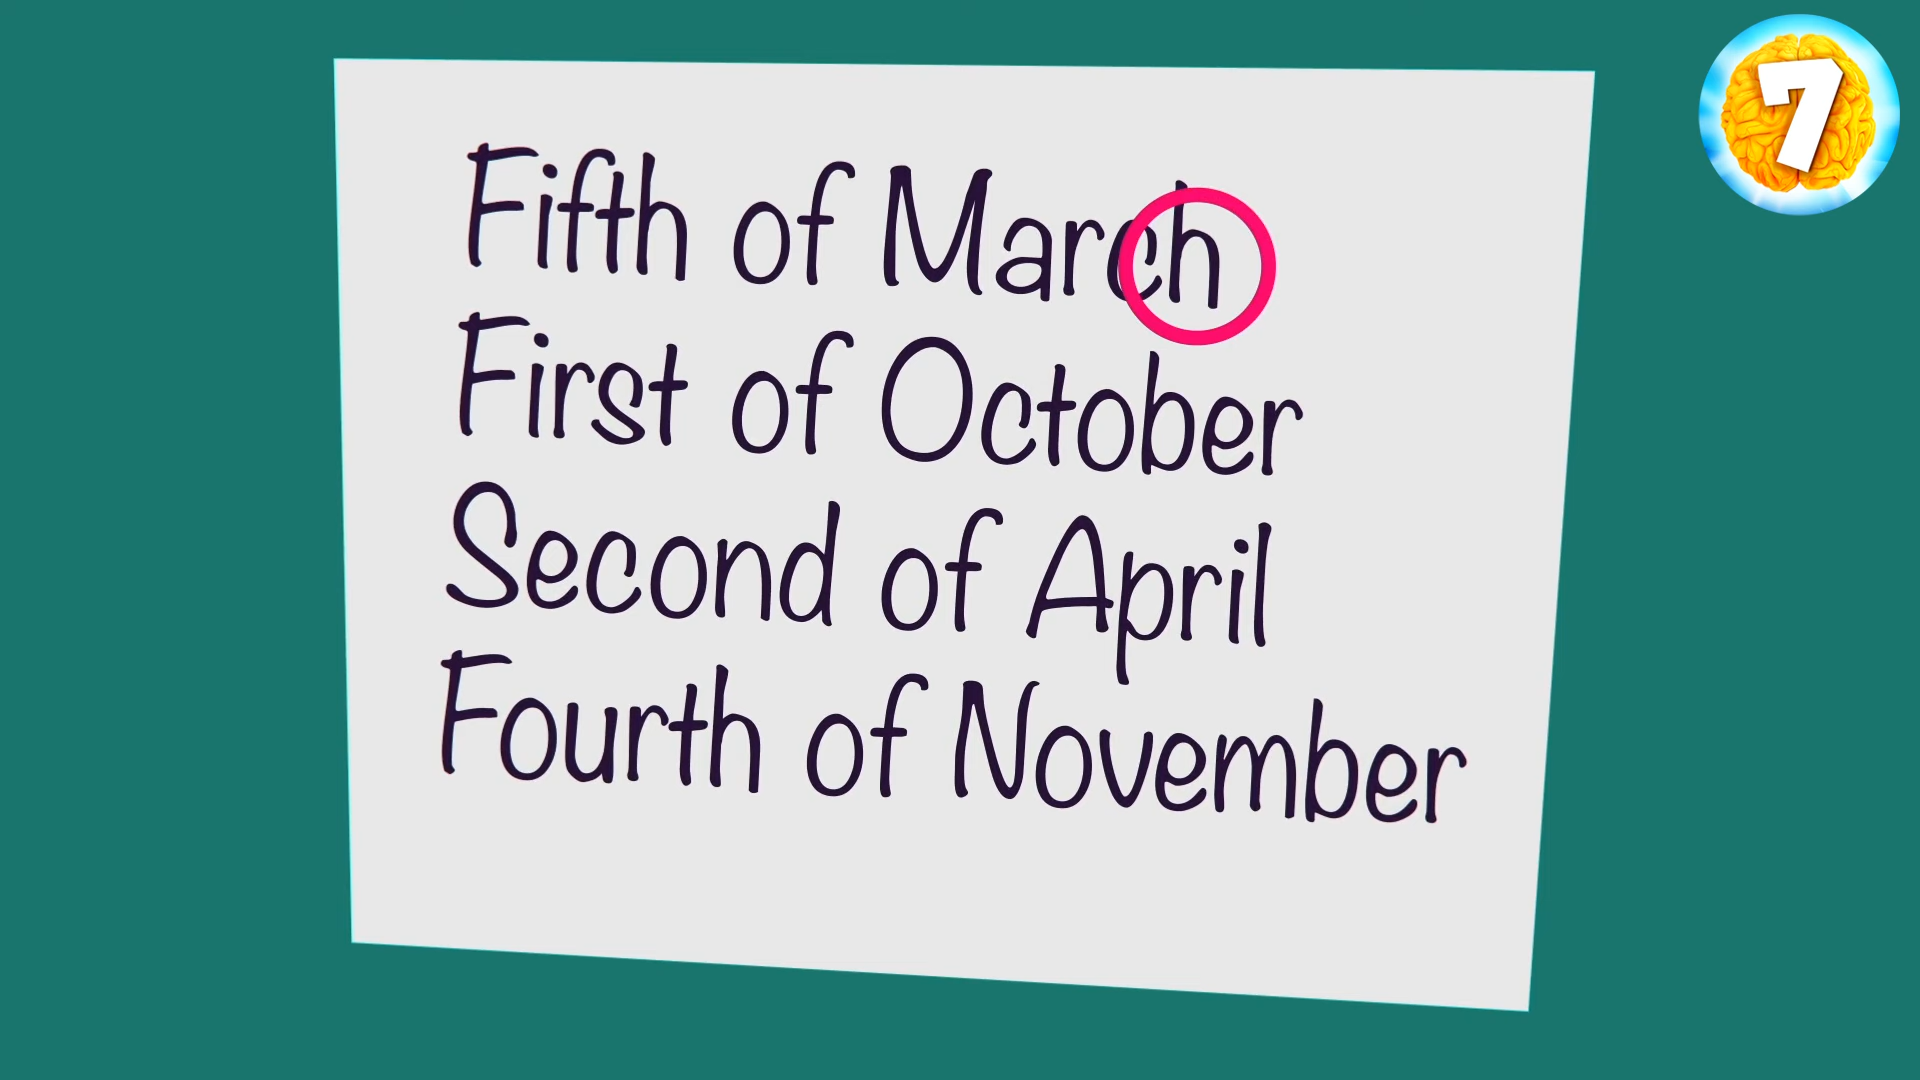 7
Fifth of March
First of October
Second of April
Fourth of November